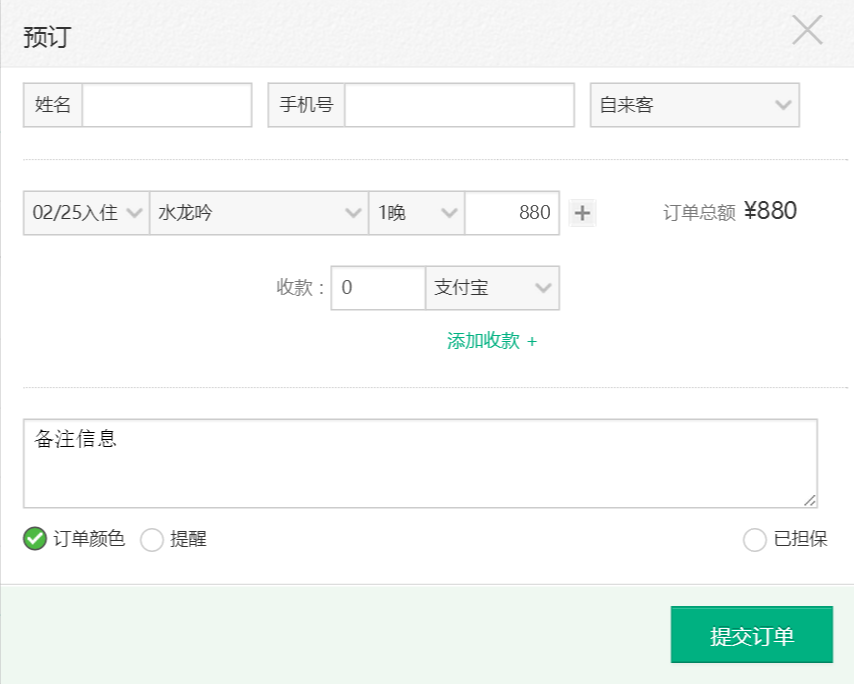 预订
姓名 手机号 自来客
02/25入住 水龙吟 1晚 880 + 订单总额 ¥880
收款： 0 支付宝
添加收款 +
备注信息
订单颜色 提醒 已担保
提交订单